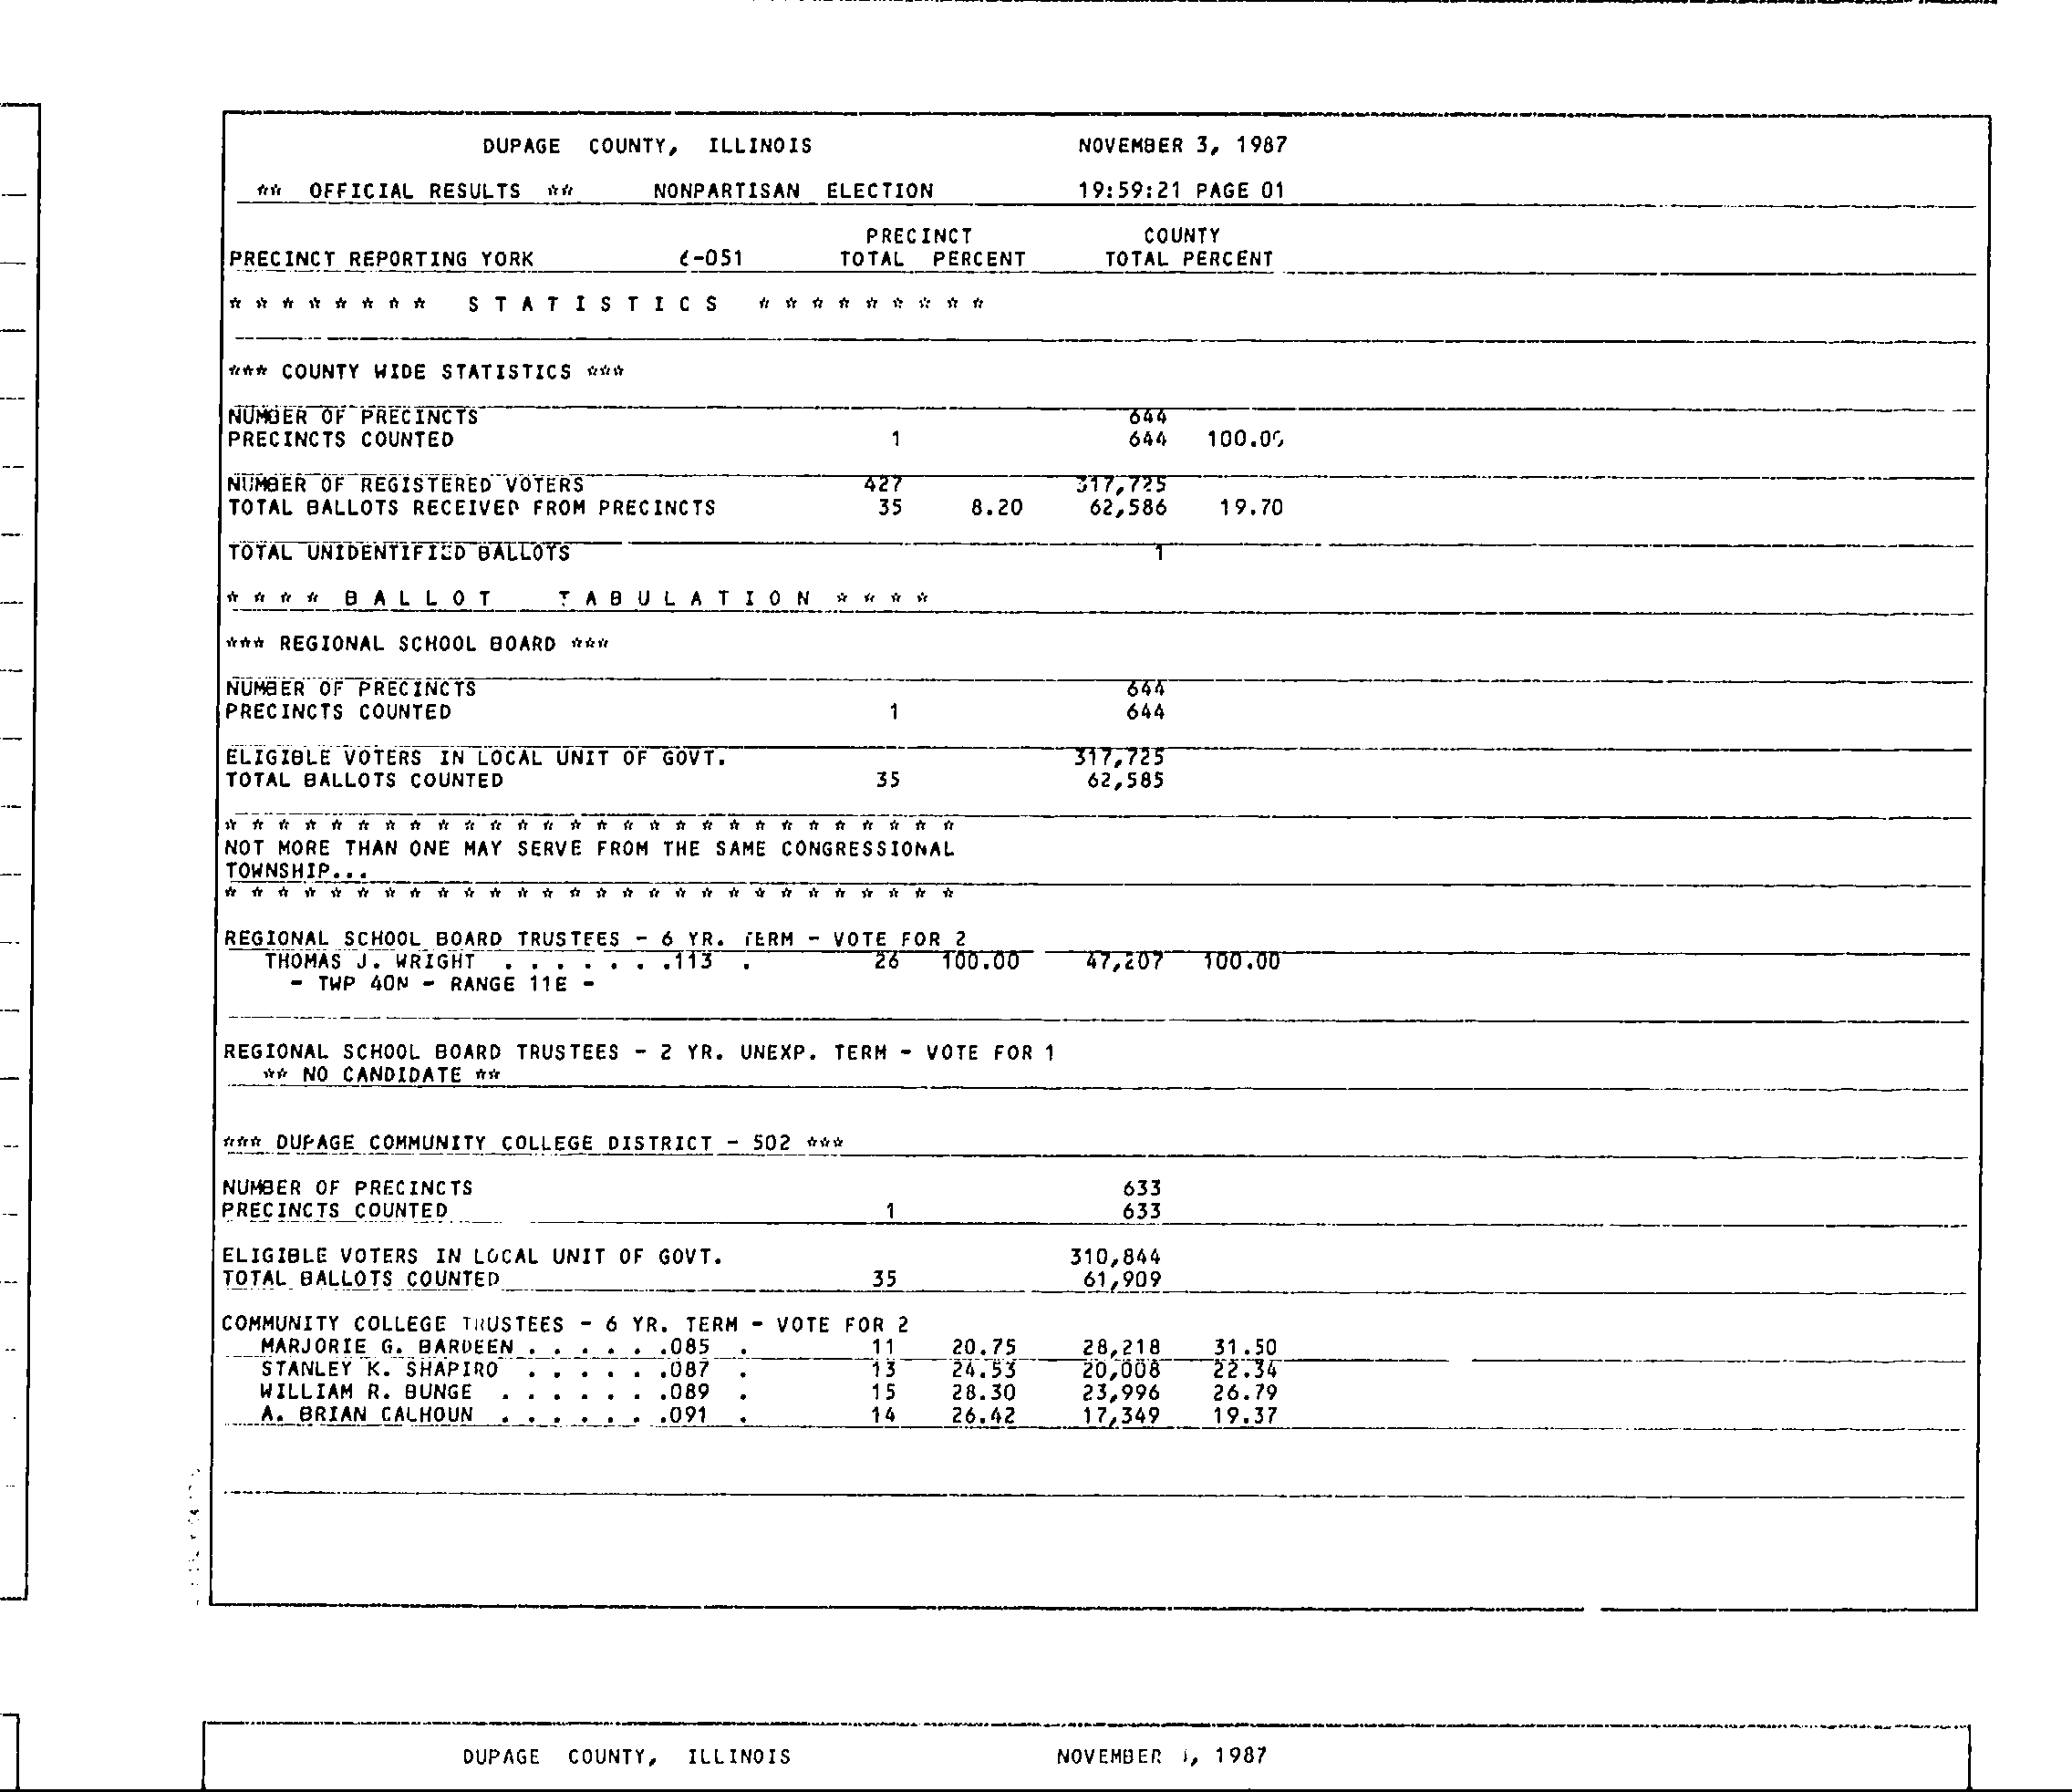 DUPAGE COUNTY, ILLINOIS NOVEMBER 3, 1987
** OFFICIAL RESULTS ** NONPARTISAN ELECTION 19:59:21 PAGE 01
PRECINCT COUNTY
PRECINCT REPORTING YORK -051 TOTAL PERCENT TOTAL PERCENT
* * * * * * * * S T A T I S T I C S * * * * * * * * *
*** COUNTY WIDE STATISTICS ***
NUMBER OF PRECINCTS 644
PRECINCTS COUNTED 1 644 100.00
NUMBER OF REGISTERED VOTERS 427 317,725
TOTAL BALLOTS RECEIVED FROM PRECINCTS 35 8.20 62,586 19.70
TOTAL UNIDENTIFIED BALLOTS 1
* * * * B A L L O T T A B U L A T I O N * * * *
*** REGIONAL SCHOOL BOARD ***
NUMBER OF PRECINCTS 644
PRECINCTS COUNTED 1 644
ELIGIBLE VOTERS IN LOCAL UNIT OF GOVT. 317,725
TOTAL BALLOTS COUNTED 35 62,585
* * * * * * * * * * * * * * * * * * * * * * * * * * * *
NOT MORE THAN ONE MAY SERVE FROM THE SAME CONGRESSIONAL
TOWNSHIP...
* * * * * * * * * * * * * * * * * * * * * * * * * * * *
REGIONAL SCHOOL BOARD TRUSTEES - 6 YR. TERM - VOTE FOR 2
THOMAS J. WRIGHT . . . . . . .113 . 26 100.00 47,207 100.00
- TWP 40N - RANGE 11E -
REGIONAL SCHOOL BOARD TRUSTEES - 2 YR. UNEXP. TERM - VOTE FOR 1
** NO CANDIDATE **
*** DUPAGE COMMUNITY COLLEGE DISTRICT - 502 ***
NUMBER OF PRECINCTS 633
PRECINCTS COUNTED 1 633
ELIGIBLE VOTERS IN LOCAL UNIT OF GOVT. 310,844
TOTAL BALLOTS COUNTED 35 61,909
COMMUNITY COLLEGE TRUSTEES - 6 YR. TERM - VOTE FOR 2
MARJORIE G. BARDEEN . . . . . .085 . 11 20.75 28,218 31.50
STANLEY K. SHAPIRO . . . . . .087 . 13 24.53 20,008 22.34
WILLIAM R. BUNGE . . . . . . .089 . 15 28.30 23,996 26.79
A. BRIAN CALHOUN . . . . . . .091 . 14 26.42 17,349 19.37
DUPAGE COUNTY, ILLINOIS NOVEMBER , 1987